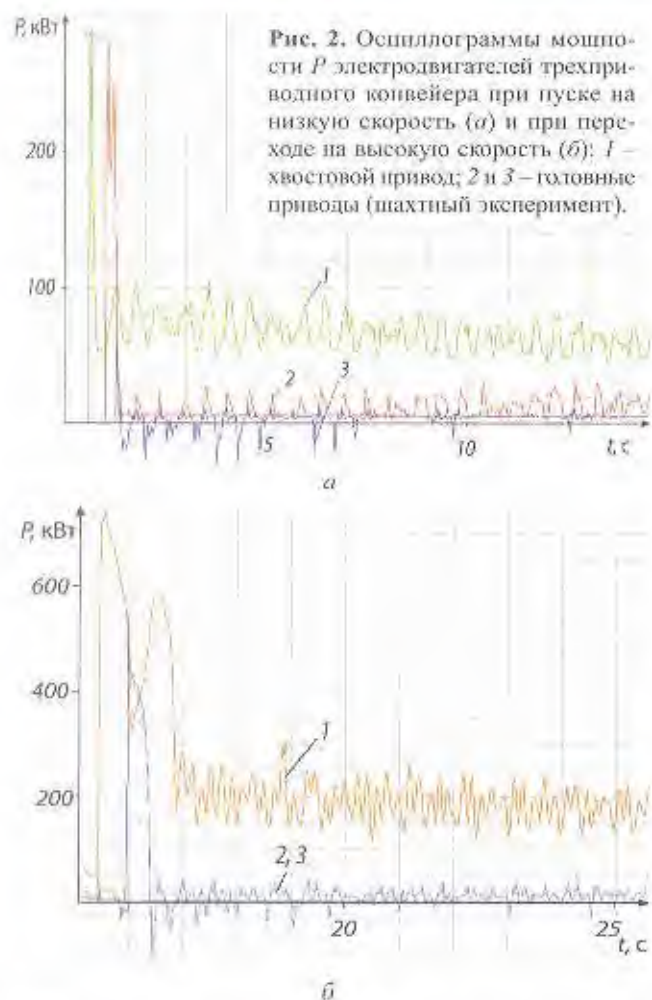 P, кВт
Рис. 2. Осциллограммы мощно-
сти P электродвигателей трехпри-
водного конвейера при пуске на
низкую скорость (а) и при пере-
ходе на высокую скорость (б): 1 –
хвостовой привод; 2 и 3 – головные
приводы (шахтный эксперимент).
200
100
1
2
3
5
10
t, с
а
P, кВт
600
400
200
1
2, 3
20
25
t, с
б